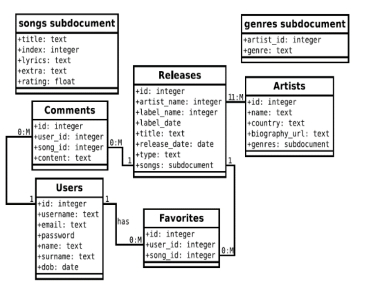 songs subdocument
+title: text
+index: integer
+lyrics: text
+extra: text
+rating: float
genres subdocument
+artist_id: integer
+genre: text
Releases
+id: integer
+artist_name: integer
+label_name: integer
+label_date
+title: text
+release_date: date
+type: text
+songs: subdocument
11:M
Artists
+id: integer
+name: text
+country: text
+biography_url: text
+genres: subdocument
Comments
+id: integer
+user_id: integer
+song_id: integer
+content: text
0:M
0:M
1
1
Users
+id: integer
+username: text
+email: text
+password
+name: text
+surname: text
+dob: date
1
1
has
0:M
Favorites
+id: integer
+user_id: integer
+song_id: integer
0:M